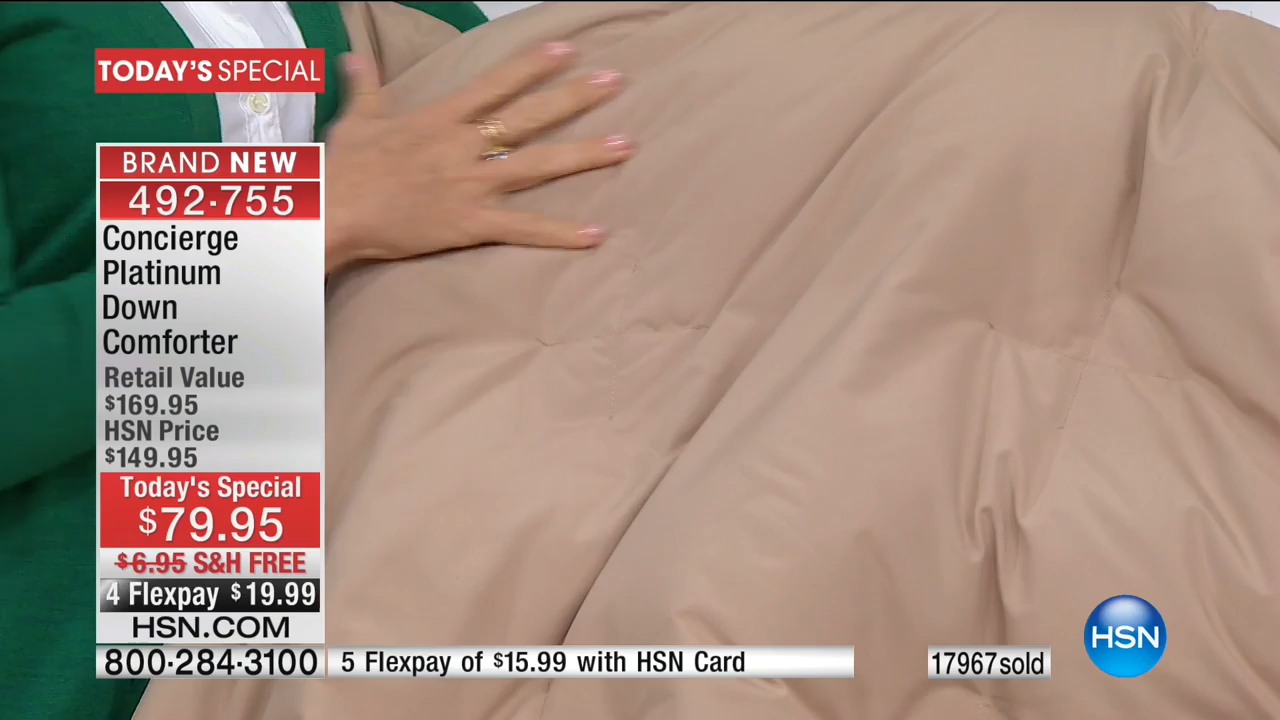 TODAY'S SPECIAL
BRAND NEW
492·755
Concierge
Platinum
Down
Comforter
Retail Value
$169.95
HSN Price
$149.95
Today's Special
$79.95
$6.95 S&H FREE
4 Flexpay $19.99
HSN.COM
800·284·3100
5 Flexpay of $15.99 with HSN Card
17967 sold
HSN